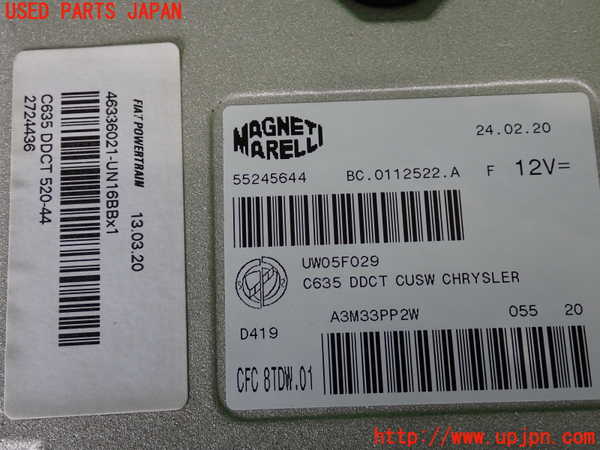 USED PARTS JAPAN
FIAT POWERTRAIN 13.03.20
46336021-UN16BBx1
C635 DDCT 520-44
2724436
MAGNETI
MARELLI
24.02.20
55245644 BC.0112522.A F 12V=
UW05F029
C635 DDCT CUSW CHRYSLER
A3M33PP2W 055 20
D419
CFC 8TDW.01
http://www.upjpn.com/